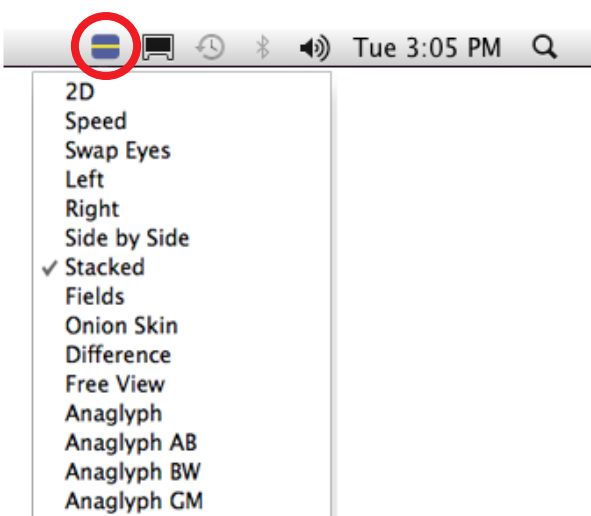 Tue 3:05 PM
2D
Speed
Swap Eyes
Left
Right
Side by Side
Stacked
Fields
Onion Skin
Difference
Free View
Anaglyph
Anaglyph AB
Anaglyph BW
Anaglyph GM